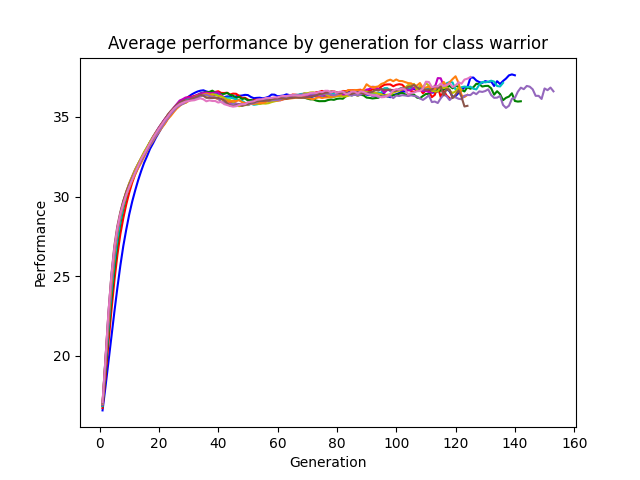 Average performance by generation for class warrior
Performance
35
30
25
20
0 20 40 60 80 100 120 140 160
Generation